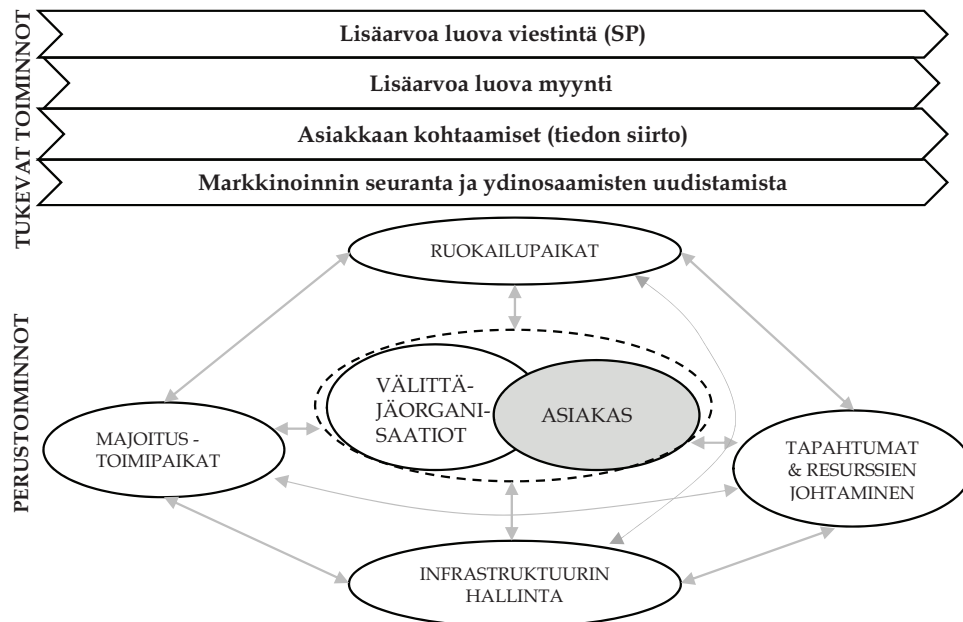 TUKEVAT TOIMINNOT
Lisäarvoa luova viestintä (SP)
Lisäarvoa luova myynti
Asiakkaan kohtaamiset (tiedon siirto)
Markkinoinnin seuranta ja ydinosaamisten uudistamista
PERUSTOIMINNOT
RUOKAILUPAIKAT
VÄLITTÄ-
JÄORGANI-
SAATIOT
ASIAKAS
MAJOITUS -
TOIMIPAIKAT
TAPAHTUMAT
& RESURSSIEN
JOHTAMINEN
INFRASTRUKTUURIN
HALLINTA